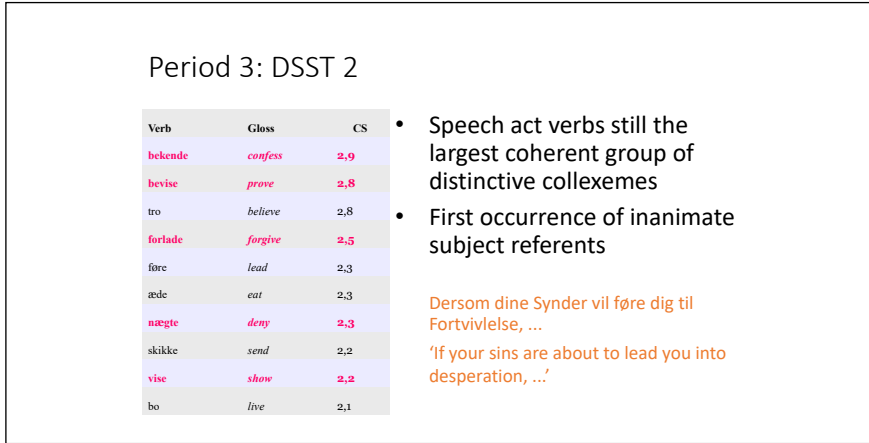 Period 3: DSST 2
Verb Gloss CS
bekende confess 2,9
bevise prove 2,8
tro believe 2,8
forlade forgive 2,5
føre lead 2,3
æde eat 2,3
nægte deny 2,3
skikke send 2,2
vise show 2,2
bo live 2,1
• Speech act verbs still the
largest coherent group of
distinctive collexemes
• First occurrence of inanimate
subject referents
Dersom dine Synder vil føre dig til
Fortvivlelse, ...
‘If your sins are about to lead you into
desperation, ...’